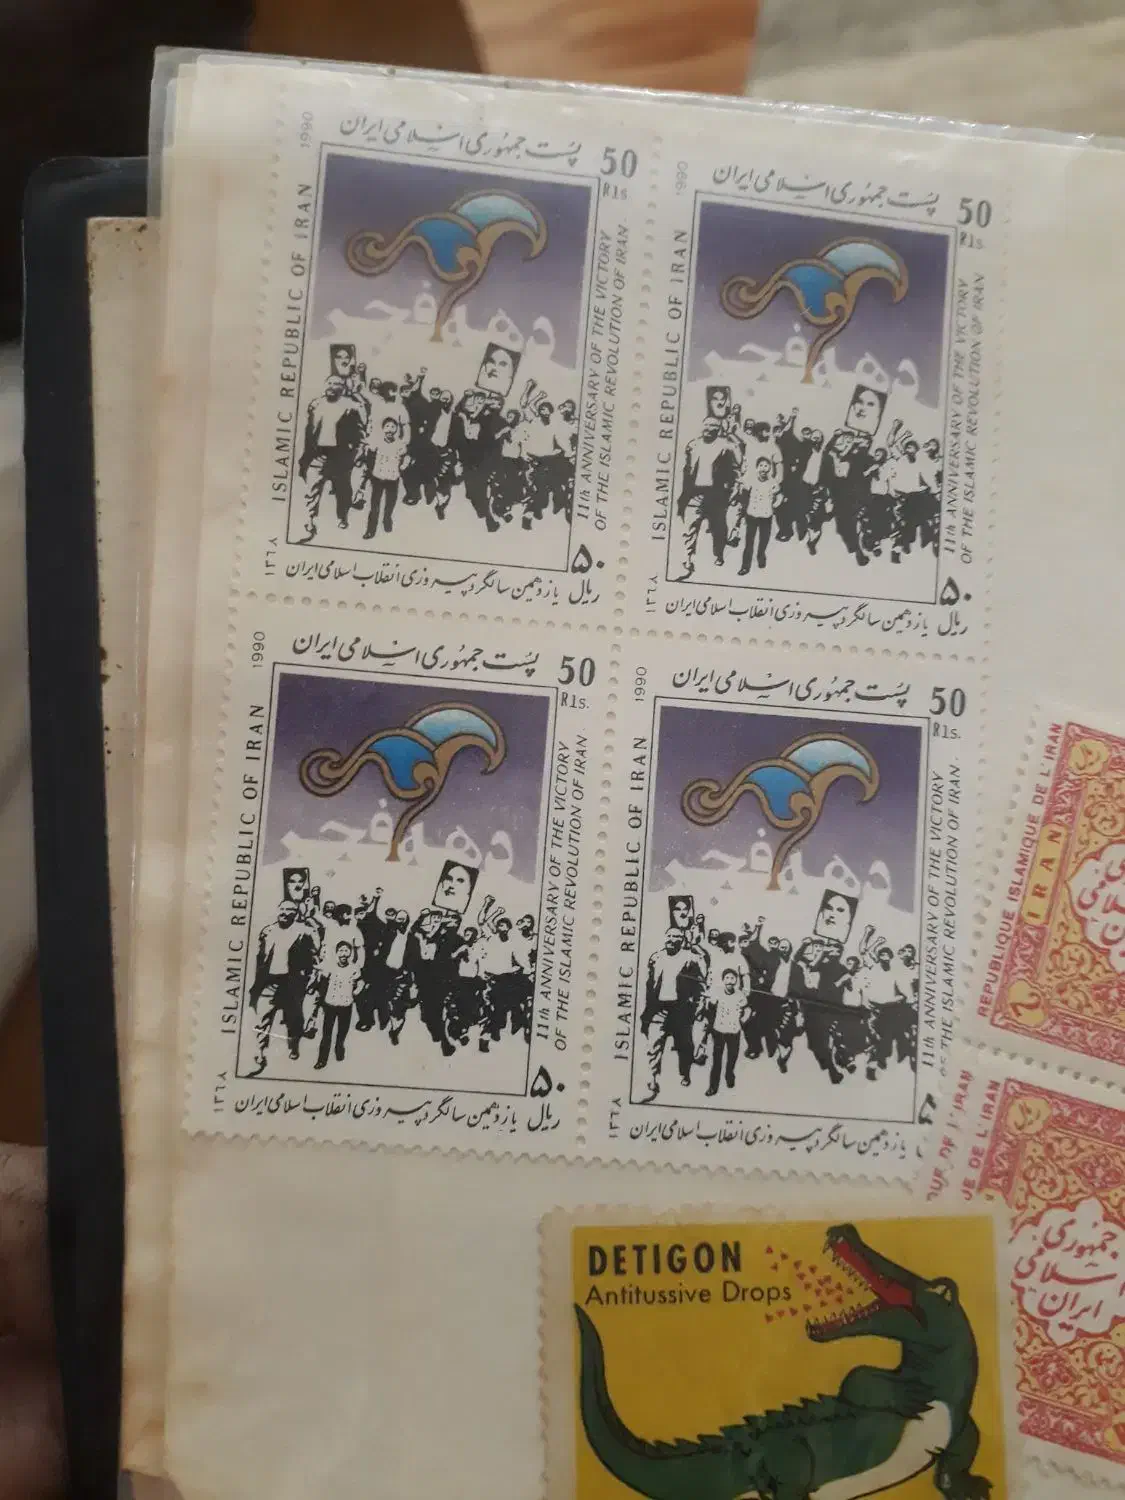 1990
پست جمهوری اسلامی ایران
50
Rls.
ISLAMIC REPUBLIC OF IRAN
دهه فجر
11th ANNIVERSARY OF THE VICTORY
OF THE ISLAMIC REVOLUTION OF IRAN.
۱۳۶۸
یازدهمین سالگرد پیروزی انقلاب اسلامی ایران
۵۰
ریال
1990
پست جمهوری اسلامی ایران
50
Rls.
ISLAMIC REPUBLIC OF IRAN
دهه فجر
11th ANNIVERSARY OF THE VICTORY
OF THE ISLAMIC REVOLUTION OF IRAN
۱۳۶۸
یازدهمین سالگرد پیروزی انقلاب اسلامی ایران
۵۰
ریال
1990
پست جمهوری اسلامی ایران
50
Rls.
ISLAMIC REPUBLIC OF IRAN
دهه فجر
11th ANNIVERSARY OF THE VICTORY
OF THE ISLAMIC REVOLUTION OF IRAN.
۱۳۶۸
یازدهمین سالگرد پیروزی انقلاب اسلامی ایران
۵۰
ریال
1990
پست جمهوری اسلامی ایران
50
Rls.
ISLAMIC REPUBLIC OF IRAN
دهه فجر
11th ANNIVERSARY OF THE VICTORY
OF THE ISLAMIC REVOLUTION OF IRAN.
۱۳۶۸
یازدهمین سالگرد پیروزی انقلاب اسلامی ایران
REPUBLIQUE ISLAMIQUE DE L'IRAN
IRAN
DE L'IRAN
DE L'IRAN
جمهوری
اسلامی
ایران
DETIGON
Antitussive Drops